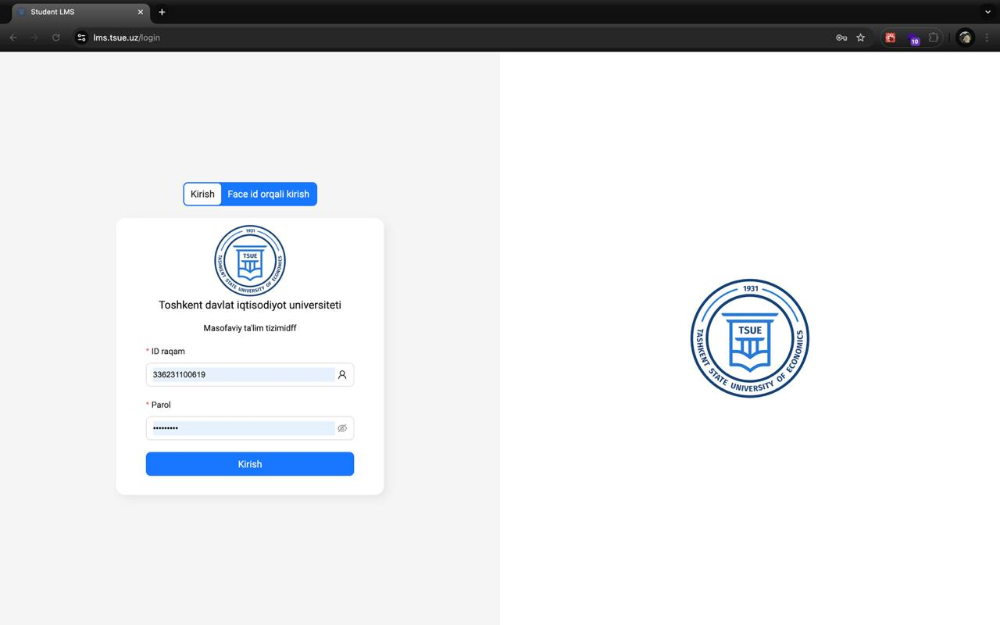 Student LMS
lms.tsue.uz/login
10
Kirish
Face id orqali kirish
1931
TSUE
TASHKENT STATE UNIVERSITY OF ECONOMICS
Toshkent davlat iqtisodiyot universiteti
Masofaviy ta'lim tizimidff
* ID raqam
336231100619
* Parol
•••••••••
Kirish
1931
TSUE
TASHKENT STATE UNIVERSITY OF ECONOMICS